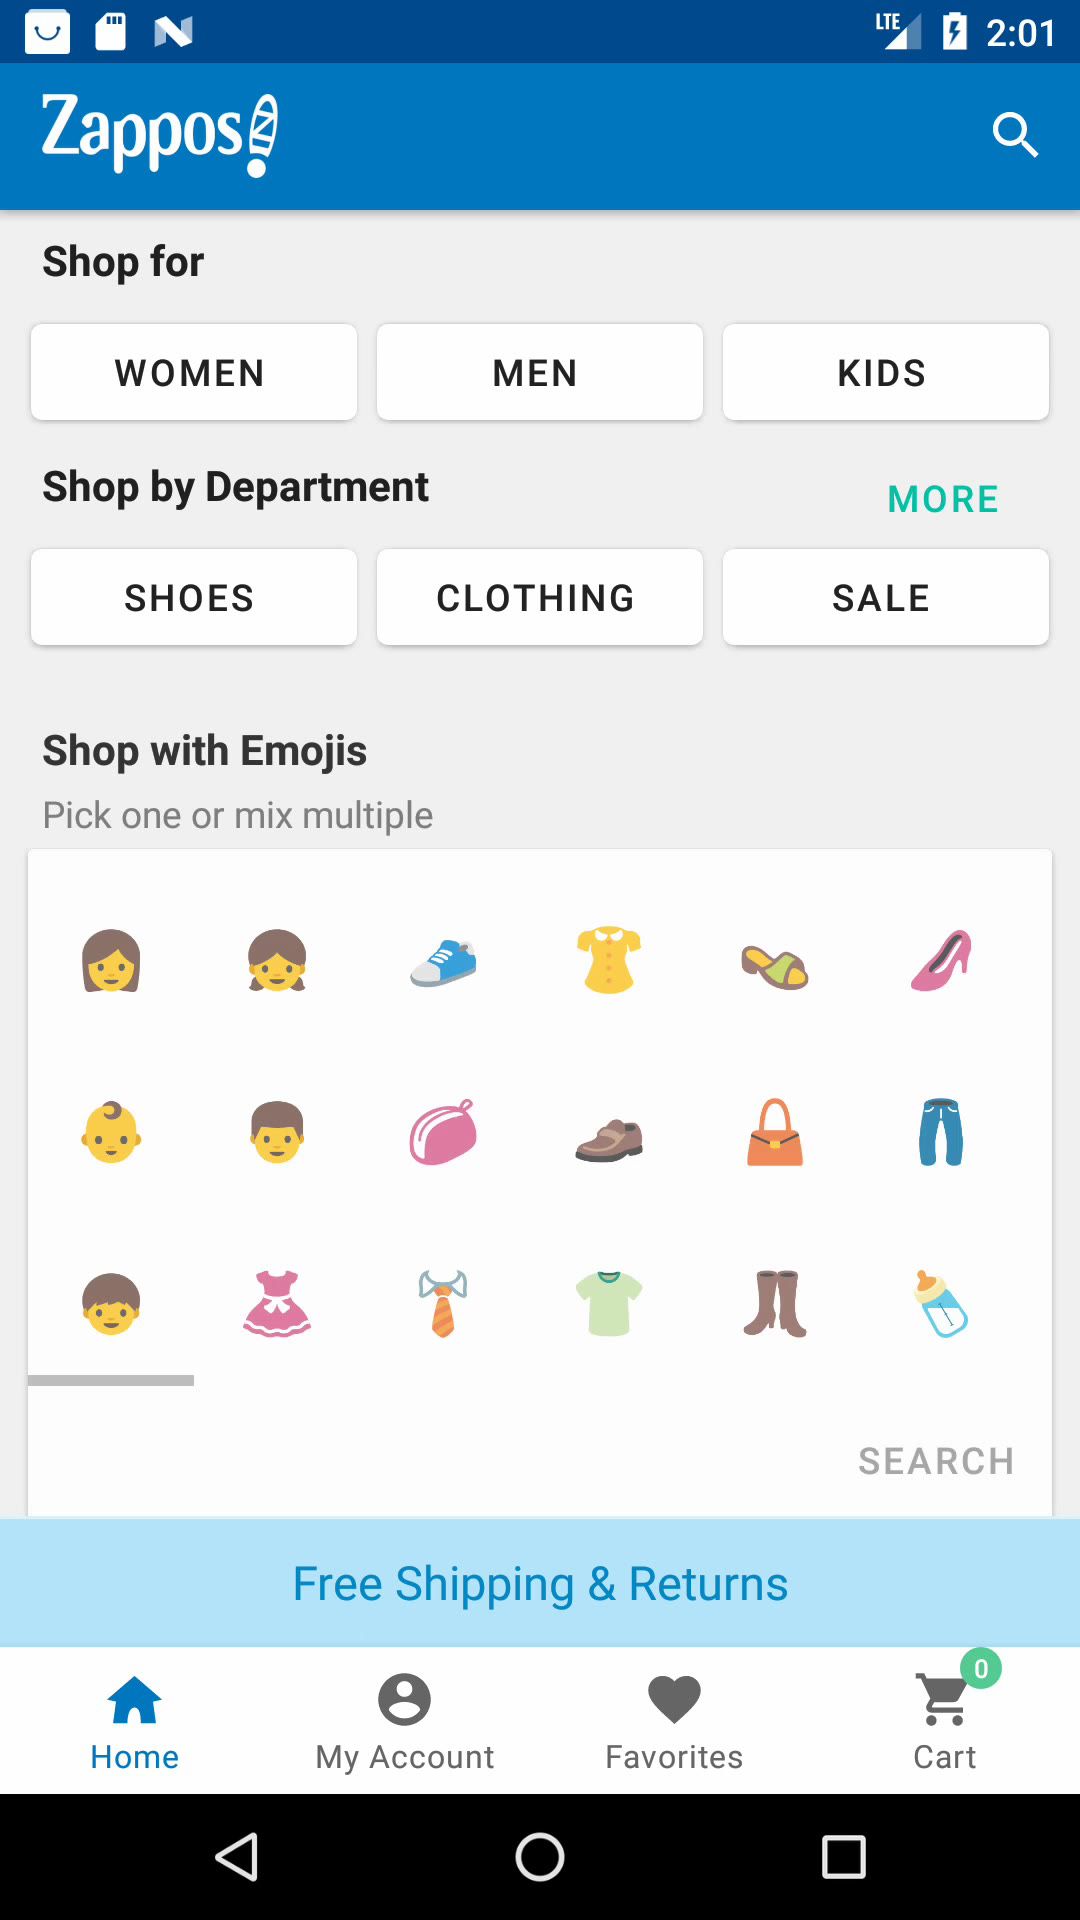 LTE 2:01
Zappos
Shop for
WOMEN MEN KIDS
Shop by Department MORE
SHOES CLOTHING SALE
Shop with Emojis
Pick one or mix multiple
SEARCH
Free Shipping & Returns
0
Home My Account Favorites Cart